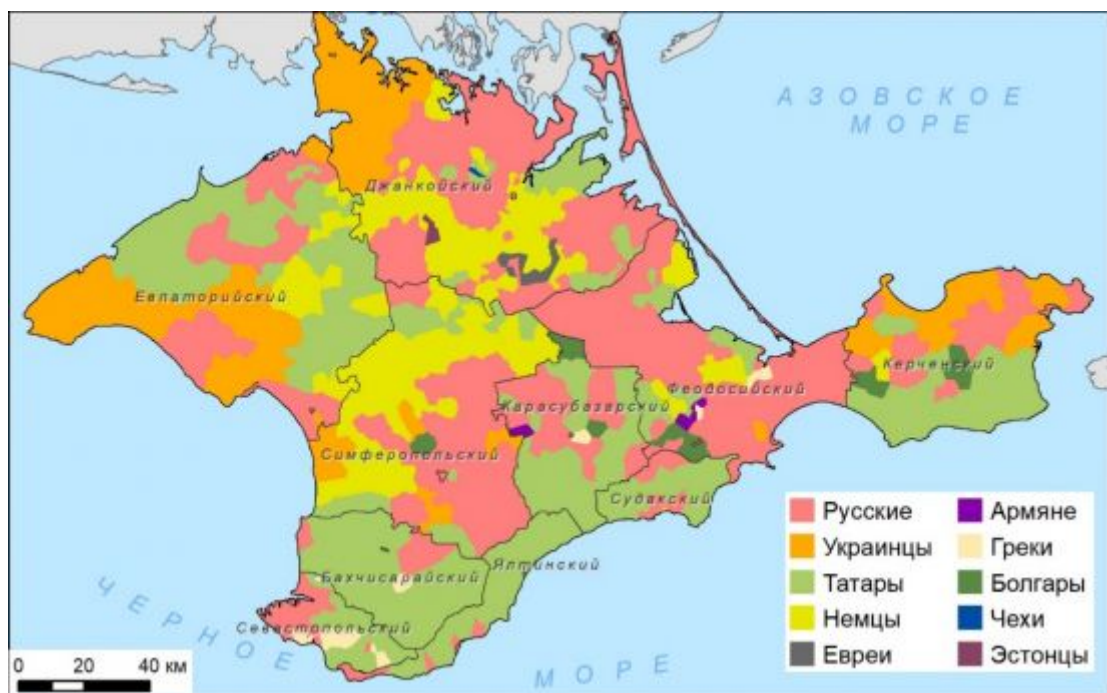 АЗОВСКОЕ
МОРЕ
Джанкойский
Евпаторийский
Керченский
Феодосийский
Карасубазарский
Симферопольский
Судакский
Ялтинский
Бахчисарайский
Севастопольский
ЧЕРНОЕ
МОРЕ
0 20 40 км
Русские
Украинцы
Татары
Немцы
Евреи
Армяне
Греки
Болгары
Чехи
Эстонцы